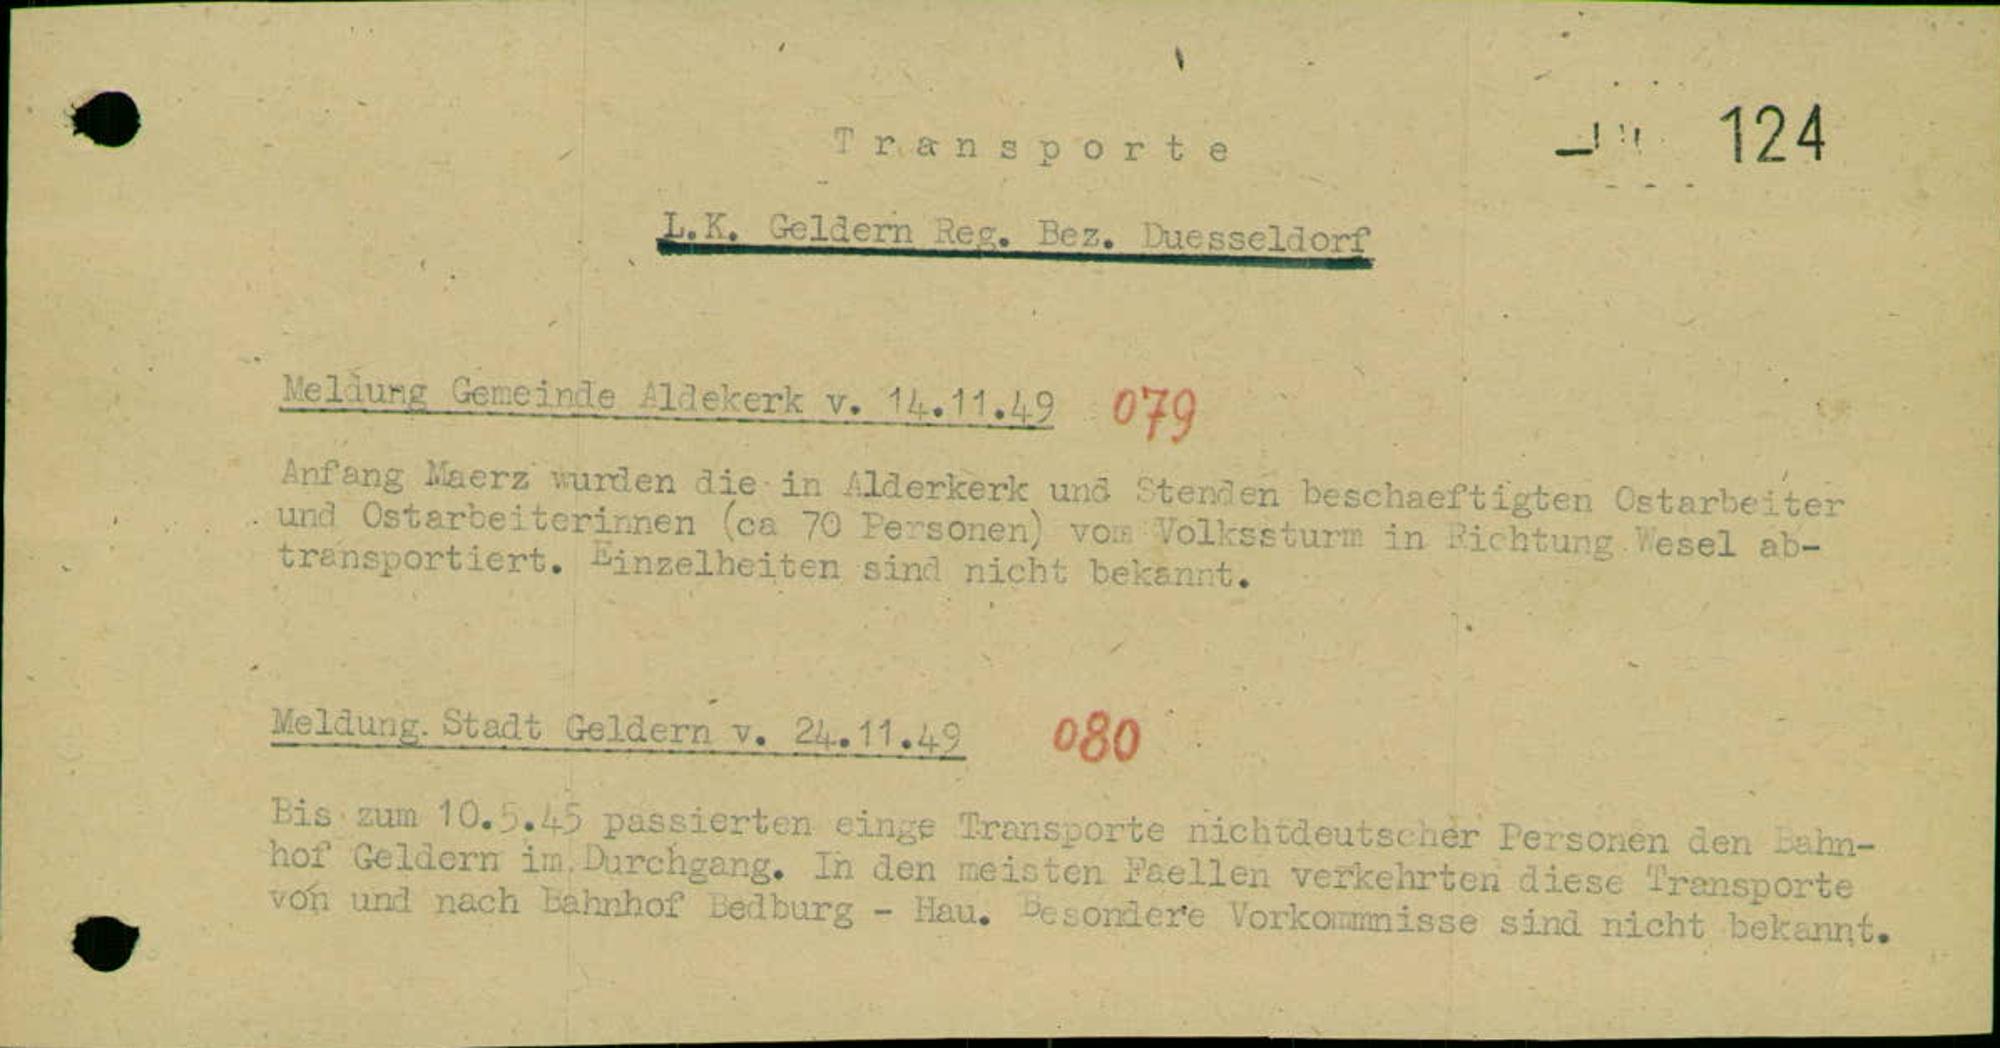 124
T r a n s p o r t e
L.K. Geldern Reg. Bez. Duesseldorf
Meldung Gemeinde Aldekerk v. 14.11.49 079
Anfang Maerz wurden die in Alderkerk und Stenden beschaeftigten Ostarbeiter
und Ostarbeiterinnen (ca 70 Personen) vom Volkssturm in Richtung Wesel ab-
transportiert. Einzelheiten sind nicht bekannt.
Meldung Stadt Geldern v. 24.11.49 080
Bis zum 10.5.45 passierten einge Transporte nichtdeutscher Personen den Bahn-
hof Geldern im Durchgang. In den meisten Faellen verkehrten diese Transporte
von und nach Bahnhof Bedburg - Hau. Besondere Vorkommmnisse sind nicht bekannt.